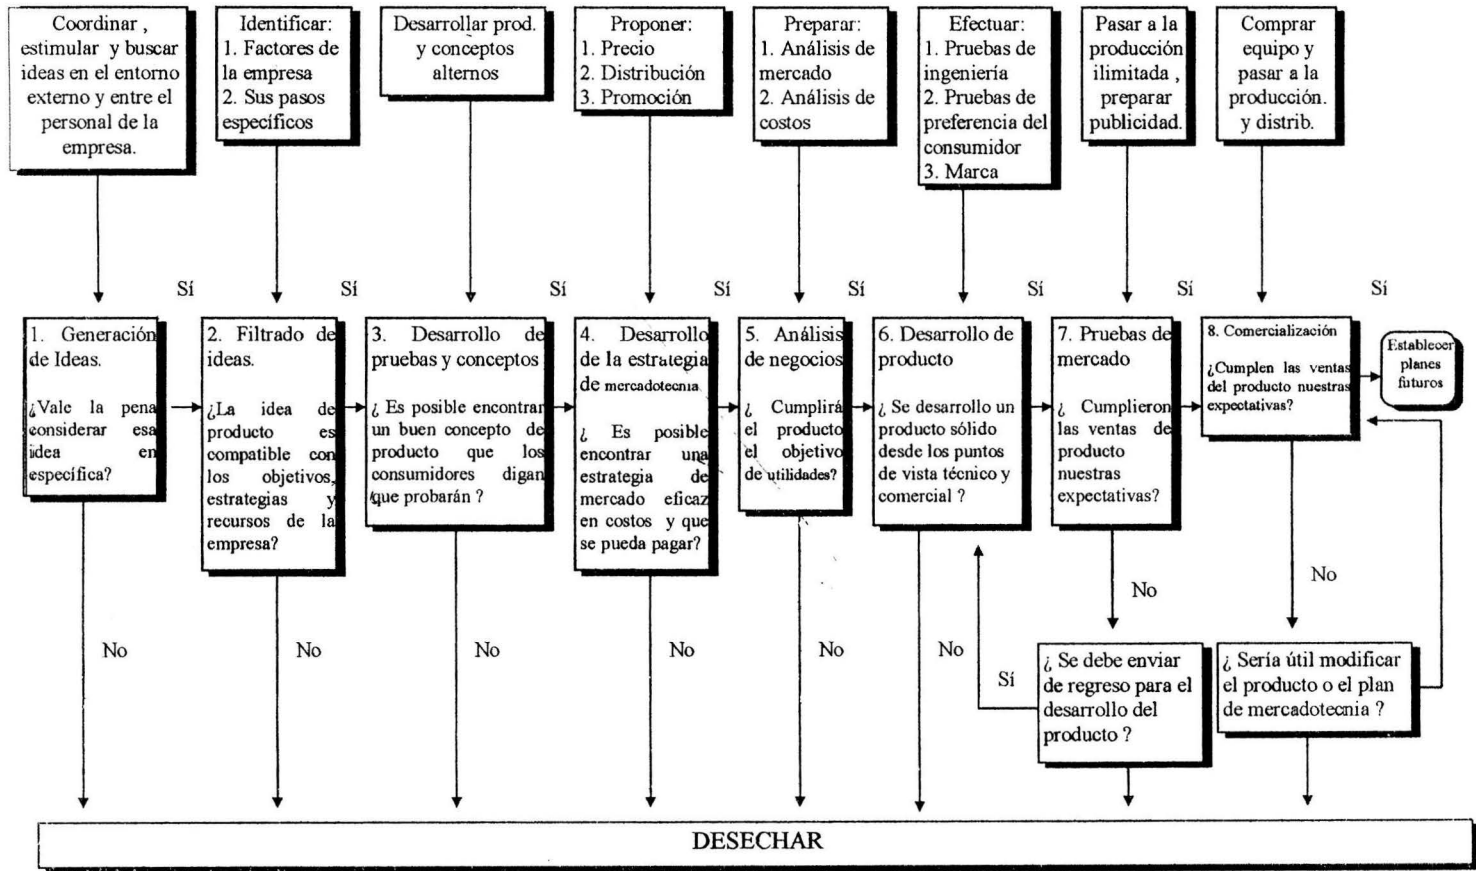 Coordinar ,
estimular y buscar
ideas en el entorno
externo y entre el
personal de la
empresa.
Identificar:
1. Factores de
la empresa
2. Sus pasos
específicos
Desarrollar prod.
y conceptos
alternos
Proponer:
1. Precio
2. Distribución
3. Promoción
Preparar:
1. Análisis de
mercado
2. Análisis de
costos
Efectuar:
1. Pruebas de
ingeniería
2. Pruebas de
preferencia del
consumidor
3. Marca
Pasar a la
producción
ilimitada ,
preparar
publicidad.
Comprar
equipo y
pasar a la
producción.
y distrib.
Sí
Sí
Sí
Sí
Sí
Sí
Sí
Sí
1. Generación
de Ideas.
¿Vale la pena
considerar esa
idea en
específica?
2. Filtrado de
ideas.
¿La idea de
producto es
compatible con
los objetivos,
estrategias y
recursos de la
empresa?
3. Desarrollo de
pruebas y conceptos
¿ Es posible encontrar
un buen concepto de
producto que los
consumidores digan
que probarán ?
4. Desarrollo
de la estrategia
de mercadotecnia
¿ Es posible
encontrar una
estrategia de
mercado eficaz
en costos y que
se pueda pagar?
5. Análisis
de negocios
¿ Cumplirá
el producto
el objetivo
de utilidades?
6. Desarrollo de
producto
¿ Se desarrollo un
producto sólido
desde los puntos
de vista técnico y
comercial ?
7. Pruebas de
mercado
¿ Cumplieron
las ventas de
producto
nuestras
expectativas?
8. Comercialización
¿Cumplen las ventas
del producto nuestras
expectativas?
Establecer
planes
futuros
No
No
No
No
No
No
No
No
Sí
¿ Se debe enviar
de regreso para el
desarrollo del
producto ?
¿ Sería útil modificar
el producto o el plan
de mercadotecnia ?
DESECHAR